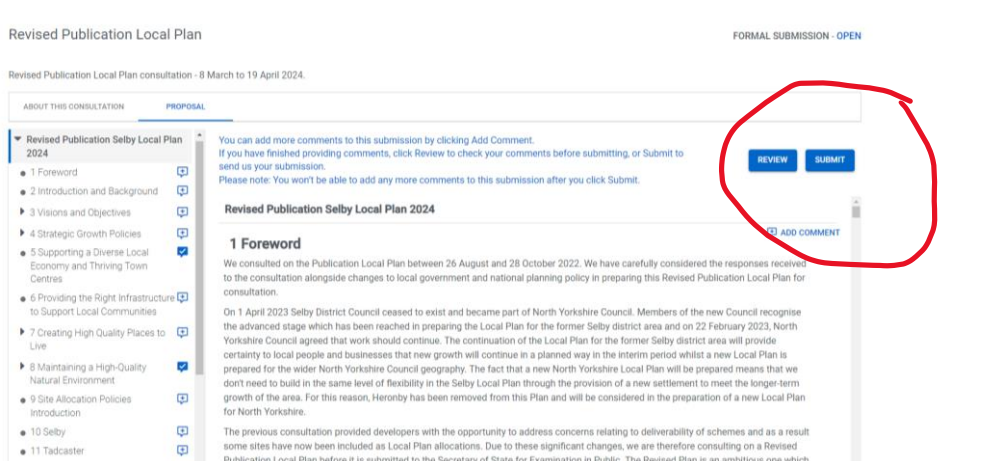 Revised Publication Local Plan
FORMAL SUBMISSION - OPEN
Revised Publication Local Plan consultation - 8 March to 19 April 2024.
ABOUT THIS CONSULTATION
PROPOSAL
Revised Publication Selby Local Plan
2024
1 Foreword
2 Introduction and Background
3 Visions and Objectives
4 Strategic Growth Policies
5 Supporting a Diverse Local
Economy and Thriving Town
Centres
6 Providing the Right Infrastructure
to Support Local Communities
7 Creating High Quality Places to
Live
8 Maintaining a High-Quality
Natural Environment
9 Site Allocation Policies
Introduction
10 Selby
11 Tadcaster
You can add more comments to this submission by clicking Add Comment.
If you have finished providing comments, click Review to check your comments before submitting, or Submit to
send us your submission.
Please note: You won't be able to add any more comments to this submission after you click Submit.
REVIEW
SUBMIT
Revised Publication Selby Local Plan 2024
ADD COMMENT
1 Foreword
We consulted on the Publication Local Plan between 26 August and 28 October 2022. We have carefully considered the responses received
to the consultation alongside changes to local government and national planning policy in preparing this Revised Publication Local Plan for
consultation.
On 1 April 2023 Selby District Council ceased to exist and became part of North Yorkshire Council. Members of the new Council recognise
the advanced stage which has been reached in preparing the Local Plan for the former Selby district area and on 22 February 2023, North
Yorkshire Council agreed that work should continue. The continuation of the Local Plan for the former Selby district area will provide
certainty to local people and businesses that new growth will continue in a planned way in the interim period whilst a new Local Plan is
prepared for the wider North Yorkshire Council geography. The fact that a new North Yorkshire Local Plan will be prepared means that we
don't need to build in the same level of flexibility in the Selby Local Plan through the provision of a new settlement to meet the longer-term
growth of the area. For this reason, Heronby has been removed from this Plan and will be considered in the preparation of a new Local Plan
for North Yorkshire.
The previous consultation provided developers with the opportunity to address concerns relating to deliverability of schemes and as a result
some sites have now been included as Local Plan allocations. Due to these significant changes, we are therefore consulting on a Revised
Publication Local Plan before it is submitted to the Secretary of State for Examination in Public. The Revised Plan is an ambitious one which